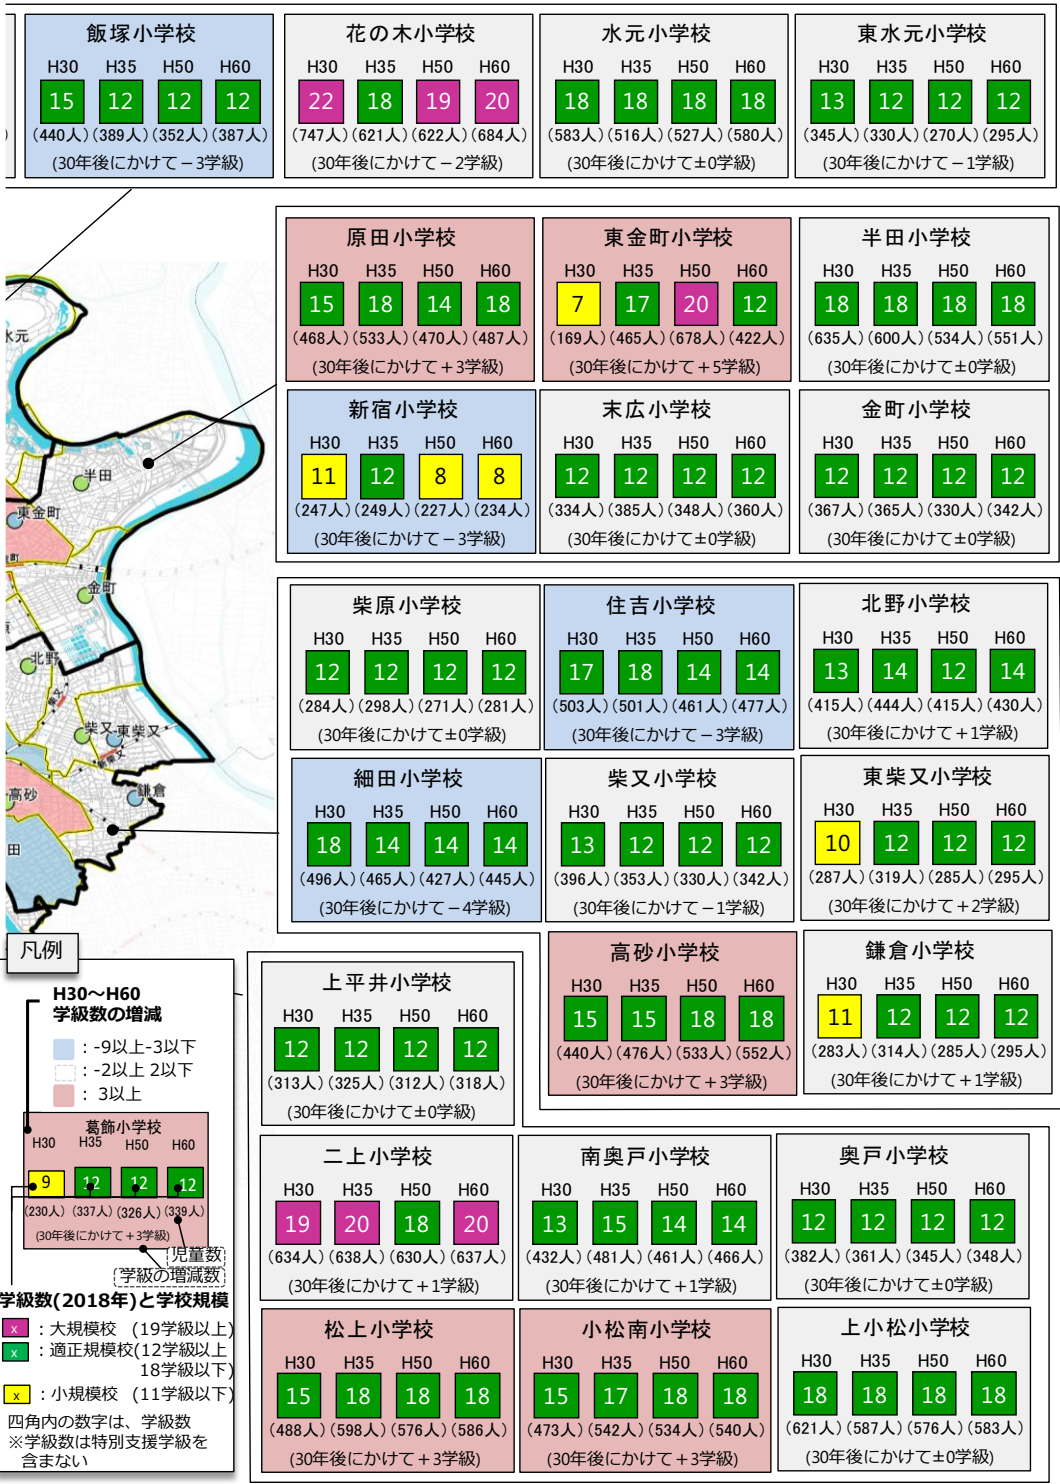 飯塚小学校
H30 H35 H50 H60
15 12 12 12
(440人)(389人)(352人)(387人)
(30年後にかけて－3学級)
花の木小学校
H30 H35 H50 H60
22 18 19 20
(747人)(621人)(622人)(684人)
(30年後にかけて－2学級)
水元小学校
H30 H35 H50 H60
18 18 18 18
(583人)(516人)(527人)(580人)
(30年後にかけて±0学級)
東水元小学校
H30 H35 H50 H60
13 12 12 12
(345人)(330人)(270人)(295人)
(30年後にかけて－1学級)
原田小学校
H30 H35 H50 H60
15 18 14 18
(468人)(533人)(470人)(487人)
(30年後にかけて＋3学級)
東金町小学校
H30 H35 H50 H60
7 17 20 12
(169人)(465人)(678人)(422人)
(30年後にかけて＋5学級)
半田小学校
H30 H35 H50 H60
18 18 18 18
(635人)(600人)(534人)(551人)
(30年後にかけて±0学級)
新宿小学校
H30 H35 H50 H60
11 12 8 8
(247人)(249人)(227人)(234人)
(30年後にかけて－3学級)
末広小学校
H30 H35 H50 H60
12 12 12 12
(334人)(385人)(348人)(360人)
(30年後にかけて±0学級)
金町小学校
H30 H35 H50 H60
12 12 12 12
(367人)(365人)(330人)(342人)
(30年後にかけて±0学級)
水元
半田
東金町
金町
北野
柴又
東柴又
柴又
新柴又
高砂
鎌倉
田
柴原小学校
H30 H35 H50 H60
12 12 12 12
(284人)(298人)(271人)(281人)
(30年後にかけて±0学級)
住吉小学校
H30 H35 H50 H60
17 18 14 14
(503人)(501人)(461人)(477人)
(30年後にかけて－3学級)
北野小学校
H30 H35 H50 H60
13 14 12 14
(415人)(444人)(415人)(430人)
(30年後にかけて＋1学級)
細田小学校
H30 H35 H50 H60
18 14 14 14
(496人)(465人)(427人)(445人)
(30年後にかけて－4学級)
柴又小学校
H30 H35 H50 H60
13 12 12 12
(396人)(353人)(330人)(342人)
(30年後にかけて－1学級)
東柴又小学校
H30 H35 H50 H60
10 12 12 12
(287人)(319人)(285人)(295人)
(30年後にかけて＋2学級)
高砂小学校
H30 H35 H50 H60
15 15 18 18
(440人)(476人)(533人)(552人)
(30年後にかけて＋3学級)
鎌倉小学校
H30 H35 H50 H60
11 12 12 12
(283人)(314人)(285人)(295人)
(30年後にかけて＋1学級)
上平井小学校
H30 H35 H50 H60
12 12 12 12
(313人)(325人)(312人)(318人)
(30年後にかけて±0学級)
二上小学校
H30 H35 H50 H60
19 20 18 20
(634人)(638人)(630人)(637人)
(30年後にかけて＋1学級)
南奥戸小学校
H30 H35 H50 H60
13 15 14 14
(432人)(481人)(461人)(466人)
(30年後にかけて＋1学級)
奥戸小学校
H30 H35 H50 H60
12 12 12 12
(382人)(361人)(345人)(348人)
(30年後にかけて±0学級)
松上小学校
H30 H35 H50 H60
15 18 18 18
(488人)(598人)(576人)(586人)
(30年後にかけて＋3学級)
小松南小学校
H30 H35 H50 H60
15 17 18 18
(473人)(542人)(534人)(540人)
(30年後にかけて＋3学級)
上小松小学校
H30 H35 H50 H60
18 18 18 18
(621人)(587人)(576人)(583人)
(30年後にかけて±0学級)
凡例
H30～H60
学級数の増減
：-9以上-3以下
：-2以上 2以下
：3以上
葛飾小学校
H30 H35 H50 H60
9 12 12 12
(230人)(337人)(326人)(339人)
(30年後にかけて＋3学級)
児童数
学級の増減数
学級数(2018年)と学校規模
x ：大規模校 (19学級以上)
x ：適正規模校(12学級以上
18学級以下)
x ：小規模校 (11学級以下)
四角内の数字は、学級数
※学級数は特別支援学級を
含まない